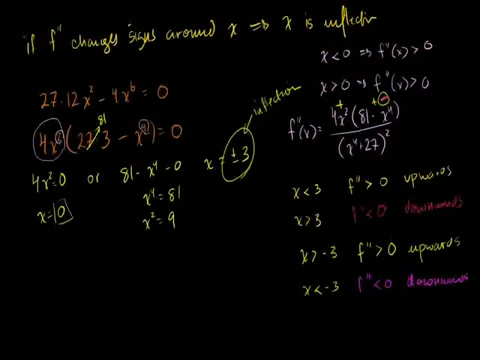 if f" changes signs around x ⟹ x is inflection
x < 0 ⟹ f"(x) > 0
x > 0 ⟹ f"(x) > 0
27·12x² - 4x⁶ = 0
81
4x² (27·3 - x⁴) = 0
inflection
f"(x) = 4x² (81 - x⁴) / (x⁴ + 27)²
+ + -
4x² = 0 or 81 - x⁴ = 0
x = ±3
x = 0
x⁴ = 81
x² = 9
x < 3 f" > 0 upwards
x > 3 f" < 0 downwards
x > -3 f" > 0 upwards
x < -3 f" < 0 downwards